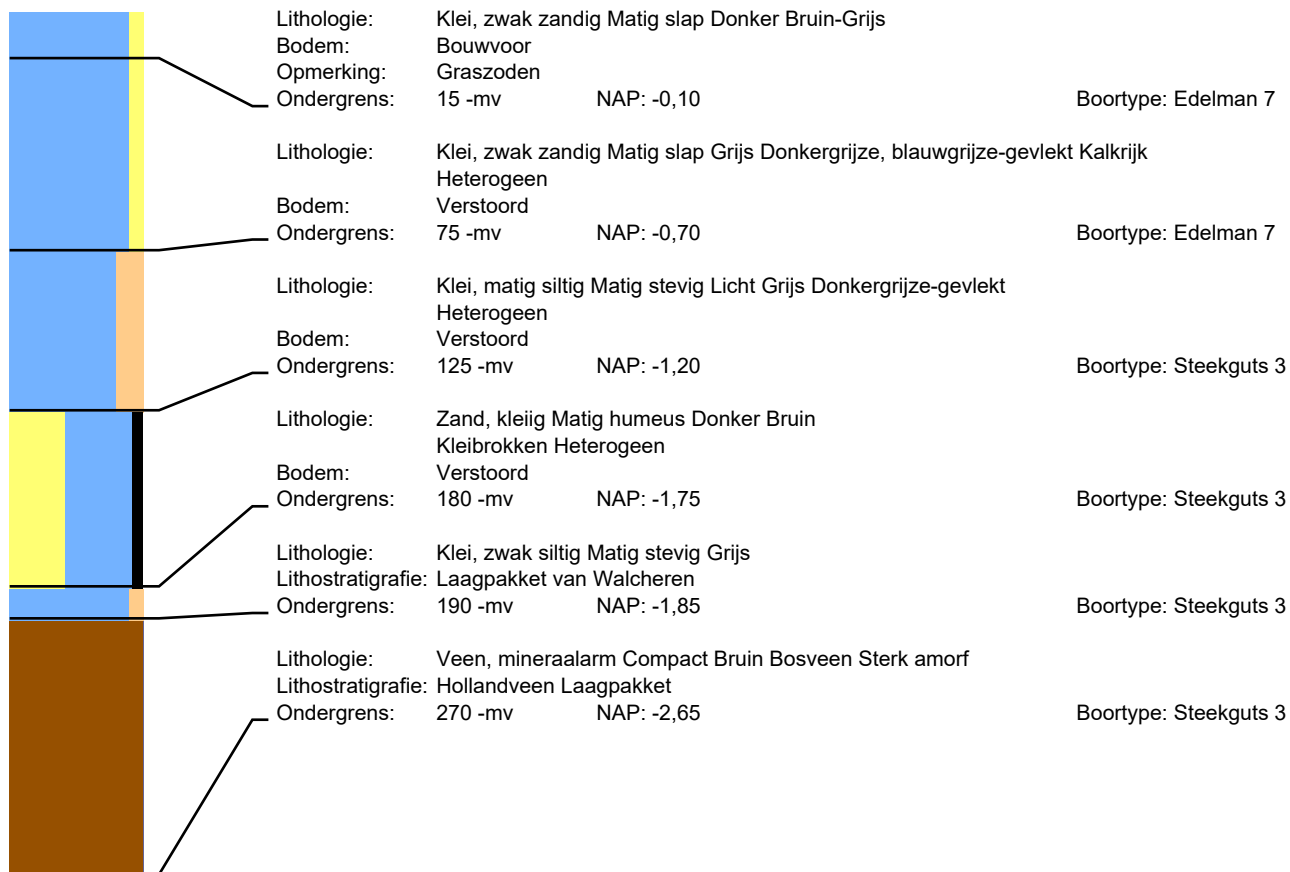 Lithologie: Klei, zwak zandig Matig slap Donker Bruin-Grijs
Bodem: Bouwvoor
Opmerking: Graszoden
Ondergrens: 15 -mv NAP: -0,10 Boortype: Edelman 7
Lithologie: Klei, zwak zandig Matig slap Grijs Donkergrijze, blauwgrijze-gevlekt Kalkrijk
Heterogeen
Bodem: Verstoord
Ondergrens: 75 -mv NAP: -0,70 Boortype: Edelman 7
Lithologie: Klei, matig siltig Matig stevig Licht Grijs Donkergrijze-gevlekt
Heterogeen
Bodem: Verstoord
Ondergrens: 125 -mv NAP: -1,20 Boortype: Steekguts 3
Lithologie: Zand, kleiig Matig humeus Donker Bruin
Kleibrokken Heterogeen
Bodem: Verstoord
Ondergrens: 180 -mv NAP: -1,75 Boortype: Steekguts 3
Lithologie: Klei, zwak siltig Matig stevig Grijs
Lithostratigrafie: Laagpakket van Walcheren
Ondergrens: 190 -mv NAP: -1,85 Boortype: Steekguts 3
Lithologie: Veen, mineraalarm Compact Bruin Bosveen Sterk amorf
Lithostratigrafie: Hollandveen Laagpakket
Ondergrens: 270 -mv NAP: -2,65 Boortype: Steekguts 3